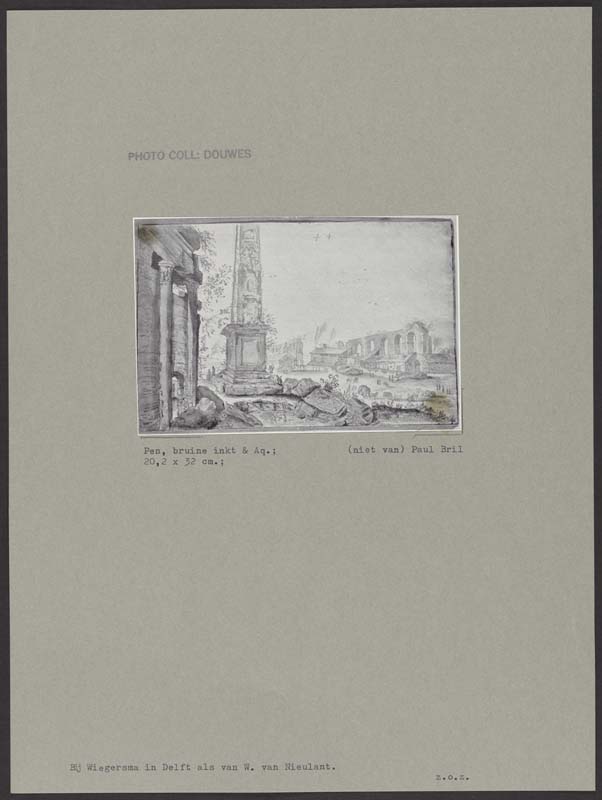 PHOTO COLL: DOUWES
Pen, bruine inkt & Aq.; (niet van) Paul Bril
20,2 x 32 cm.;
Bij Wiegersma in Delft als van W. van Nieulant.
z.o.z.